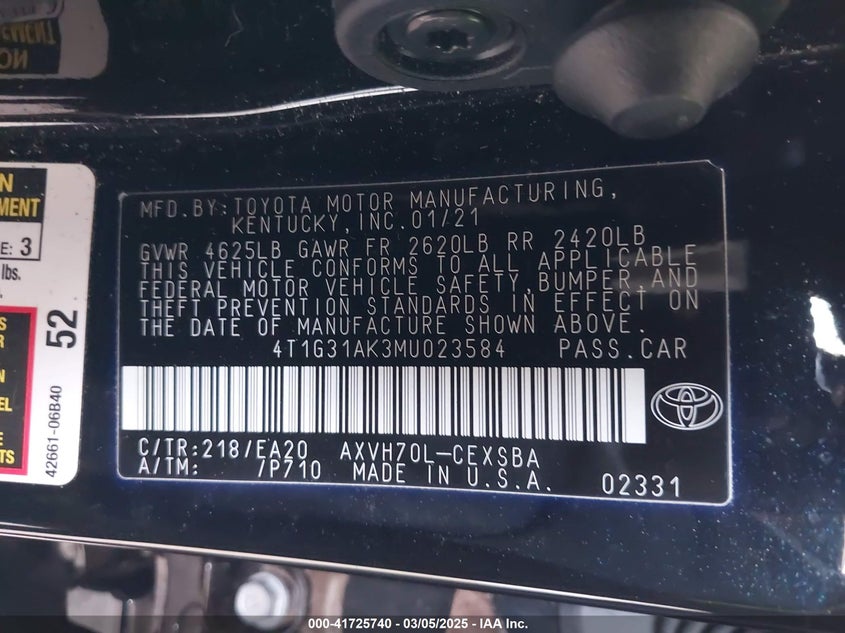 MFD.BY:TOYOTA MOTOR MANUFACTURING,
KENTUCKY,INC.01/21
GVWR 4625LB GAWR FR 2620LB RR 2420LB
THIS VEHICLE CONFORMS TO ALL APPLICABLE
FEDERAL MOTOR VEHICLE SAFETY,BUMPER,AND
THEFT PREVENTION STANDARDS IN EFFECT ON
THE DATE OF MANUFACTURE SHOWN ABOVE.
4T1G31AK3MU023584 PASS.CAR
C/TR:218/EA20 AXVH70L-CEXSBA
A/TM: /P710 MADE IN U.S.A.
02331
3
lbs.
52
42661-06B40
000-41725740 - 03/05/2025 - IAA Inc.